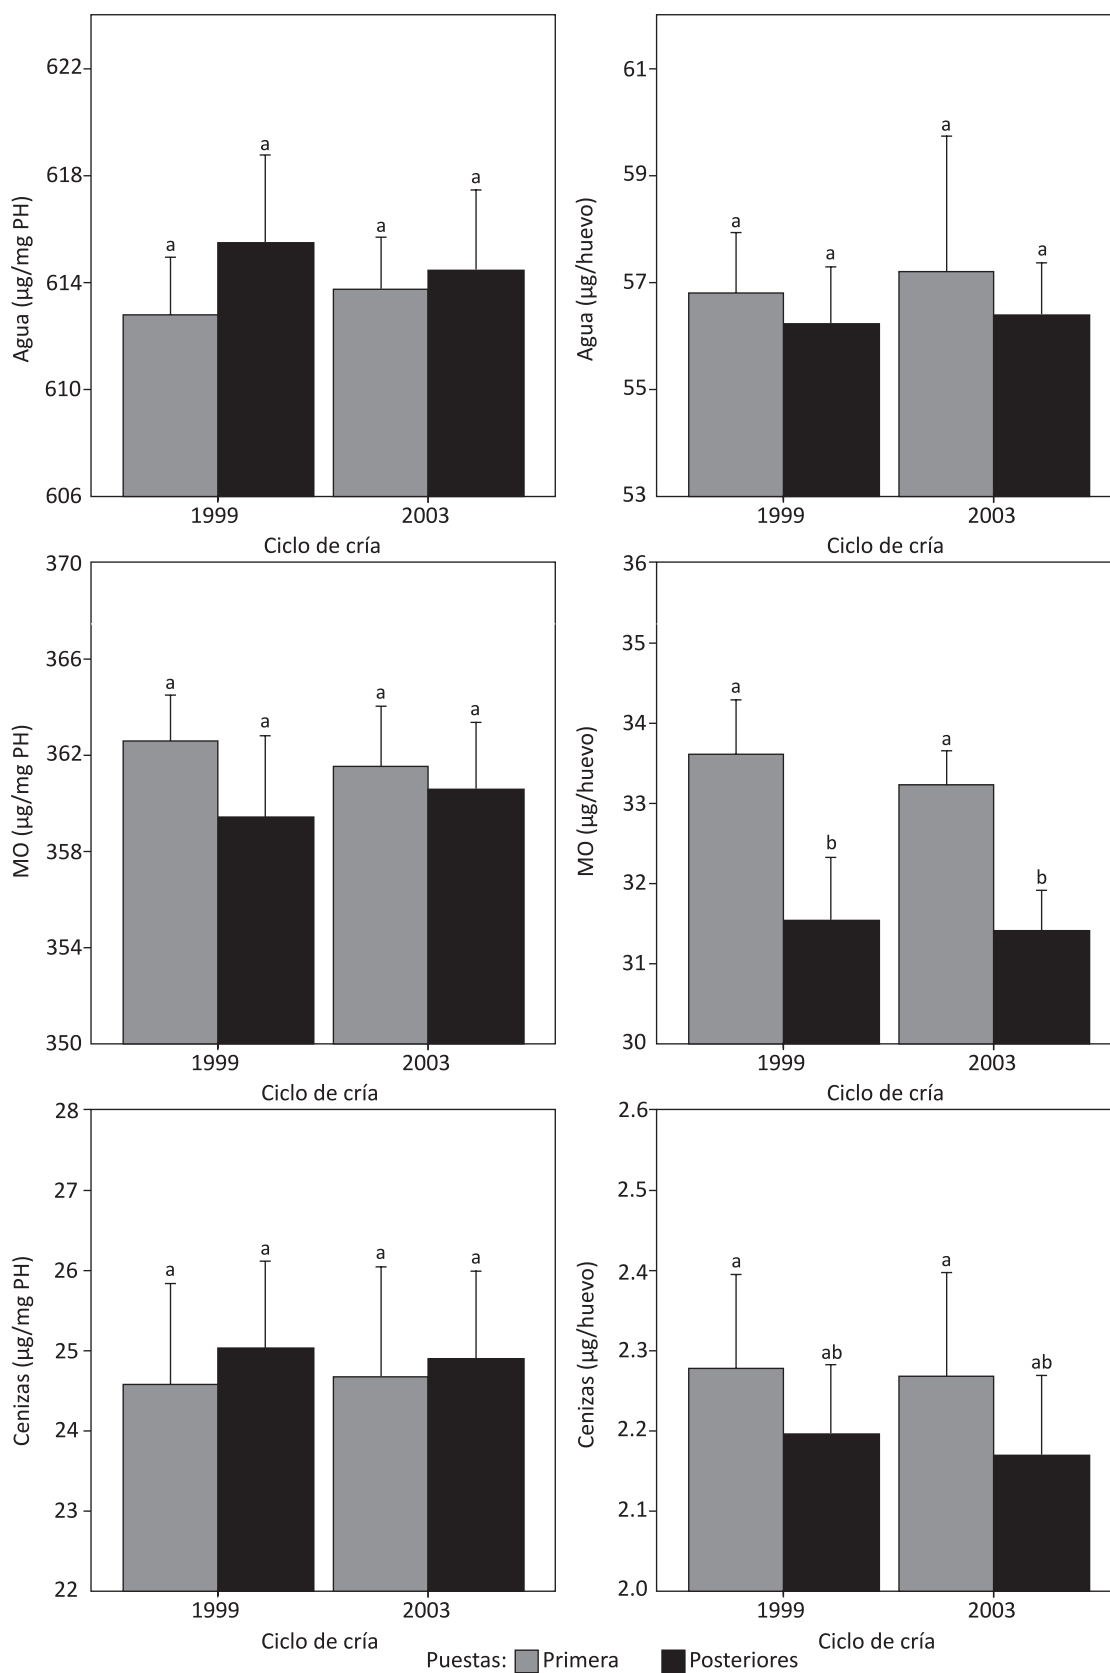 Agua (µg/mg PH)
622
618
614
610
606
a
a
a
a
1999
2003
Ciclo de cría
Agua (µg/huevo)
61
59
57
55
53
a
a
a
a
1999
2003
Ciclo de cría
MO (µg/mg PH)
370
366
362
358
354
350
a
a
a
a
1999
2003
Ciclo de cría
MO (µg/huevo)
36
35
34
33
32
31
30
a
b
a
b
1999
2003
Ciclo de cría
Cenizas (µg/mg PH)
28
27
26
25
24
23
22
a
a
a
a
1999
2003
Ciclo de cría
Cenizas (µg/huevo)
2.6
2.5
2.4
2.3
2.2
2.1
2.0
a
ab
a
ab
1999
2003
Ciclo de cría
Puestas: Primera Posteriores